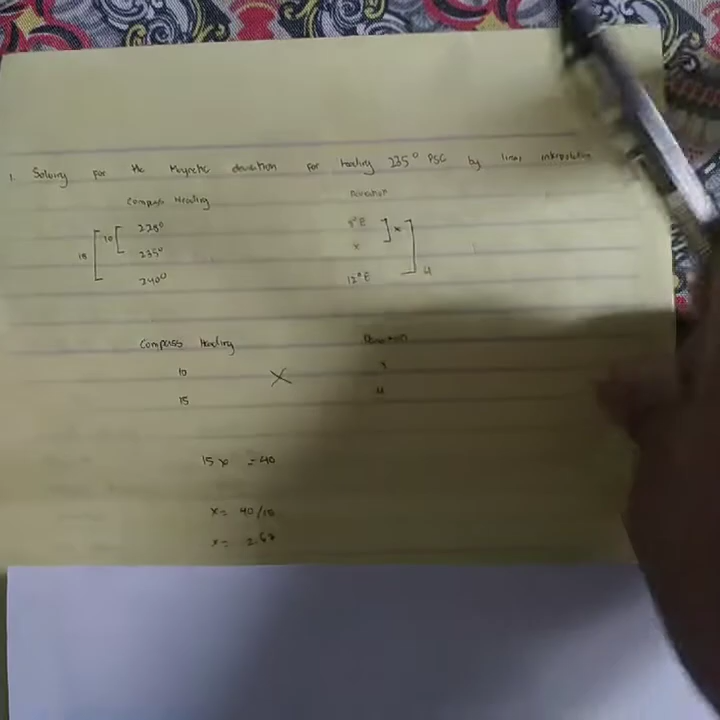 1. Solving for the Magnetic deviation for heading 235° PSC by linear interpolation
Compass Heading Deviation
225° 8°E
10 x
15 235° x
240° 12°E 4
Compass Heading Deviation
10 x
15 4
15x = 40
x= 40/15
x= 2.67